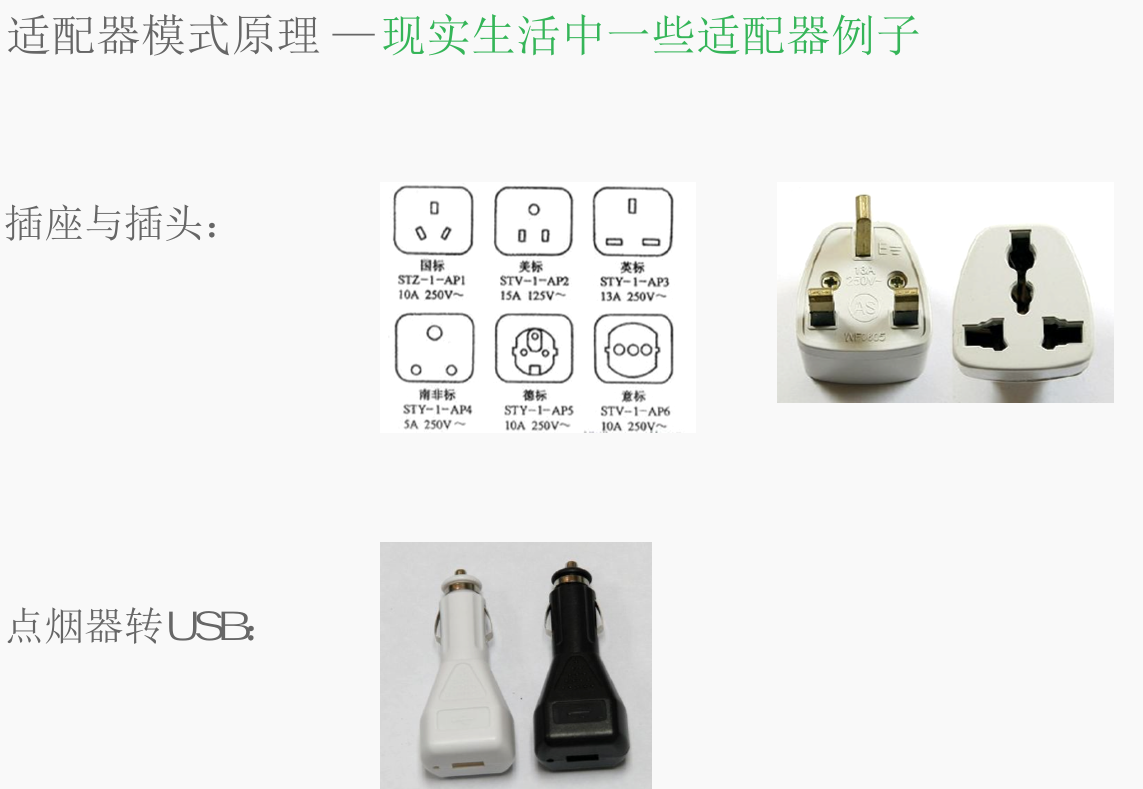 适配器模式原理 — 现实生活中一些适配器例子
插座与插头：
国标 美标 英标
STZ-1-AP1 STV-1-AP2 STY-1-AP3
10A 250V～ 15A 125V～ 13A 250V～
南非标 德标 意标
STY-1-AP4 STY-1-AP5 STV-1-AP6
5A 250V～ 10A 250V～ 10A 250V～
E
13A
250V~
AS
点烟器转USB: